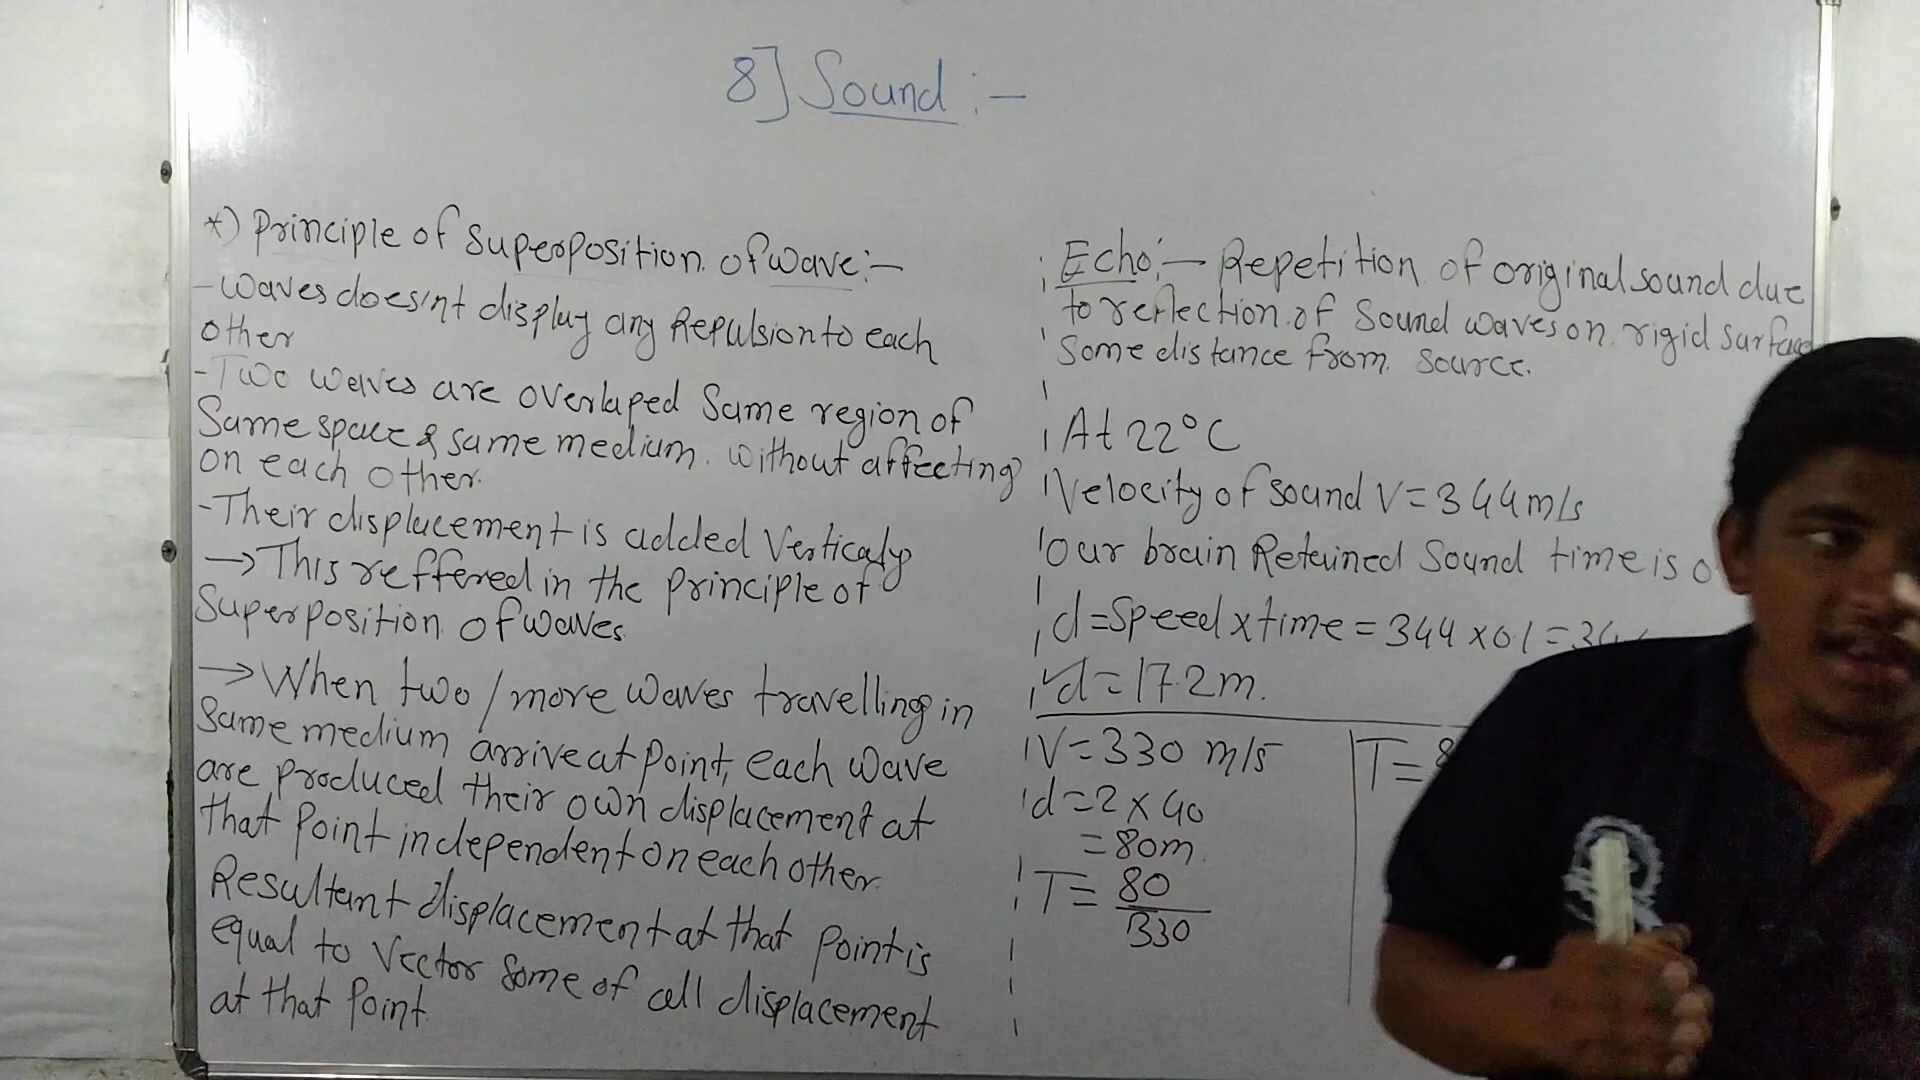 8] Sound :-
*) Principle of superposition of wave:-
- Waves does'nt display any Repulsion to each
other
- Two waves are overlaped Same region of
Same space & same medium. without affecting
on each other.
- Their displacement is added Verticaly
→ This reffered in the principle of
Superposition of waves.
→ When two / more waves travelling in
Same medium arrive at point, each wave
are produced their own displacement at
that Point independent on each other.
Resultant displacement at that point is
equal to Vector Some of all displacement
at that Point.
Echo:- Repetition of original sound due
to reflection of Sound waves on rigid surface
Some distance from source.
At 22°C
Velocity of sound V = 344 m/s
Our brain Retained Sound time is
d = Speed x time = 344 x 0.1 =
d = 17.2 m.
V = 330 m/s
d = 2 x 40
= 80m.
T = 80
330
T =